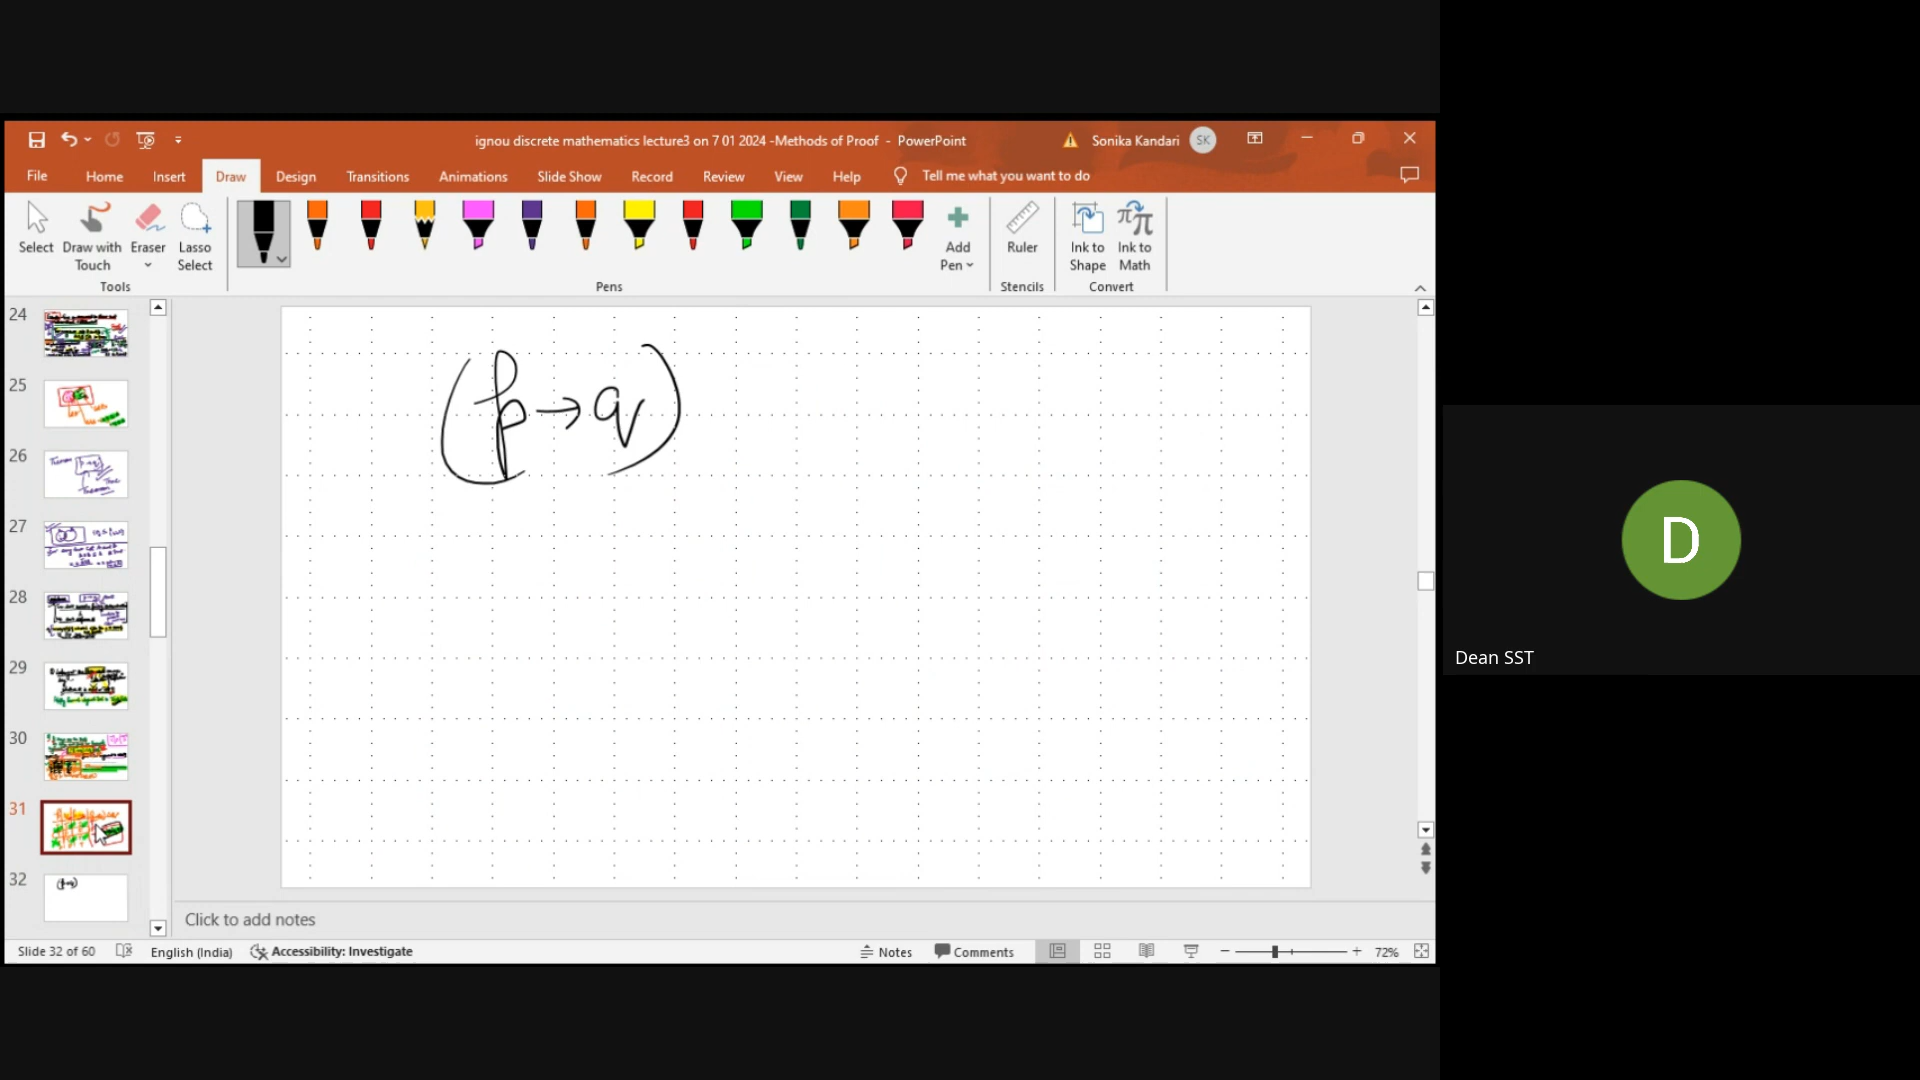 ignou discrete mathematics lecture3 on 7 01 2024 -Methods of Proof - PowerPoint
Sonika Kandari
SK
File
Home
Insert
Draw
Design
Transitions
Animations
Slide Show
Record
Review
View
Help
Tell me what you want to do
Select
Draw with Touch
Eraser
Lasso Select
Add Pen
Ruler
Ink to Shape
Ink to Math
Tools
Pens
Stencils
Convert
24
25
26
27
28
29
30
31
32
(p→q)
D
Dean SST
Click to add notes
Slide 32 of 60
English (India)
Accessibility: Investigate
Notes
Comments
72%